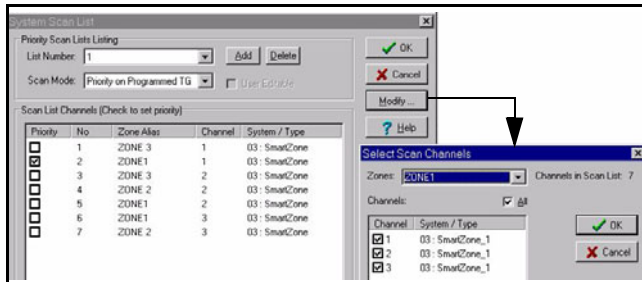 System Scan List
Priority Scan Lists Listing
List Number: 1
Add Delete
Scan Mode: Priority on Programmed TG
User Editable
OK
Cancel
Modify ...
Help
Scan List Channels (Check to set priority)
Priority No Zone Alias Channel System / Type
1 ZONE 3 1 03 : SmartZone
2 ZONE1 1 03 : SmartZone
3 ZONE 3 2 03 : SmartZone
4 ZONE 2 2 03 : SmartZone
5 ZONE1 2 03 : SmartZone
6 ZONE1 3 03 : SmartZone
7 ZONE 2 3 03 : SmartZone
Select Scan Channels
Zones: ZONE1
Channels in Scan List: 7
Channels:
All
Channel System / Type
1 03 : SmartZone_1
2 03 : SmartZone_1
3 03 : SmartZone_1
OK
Cancel